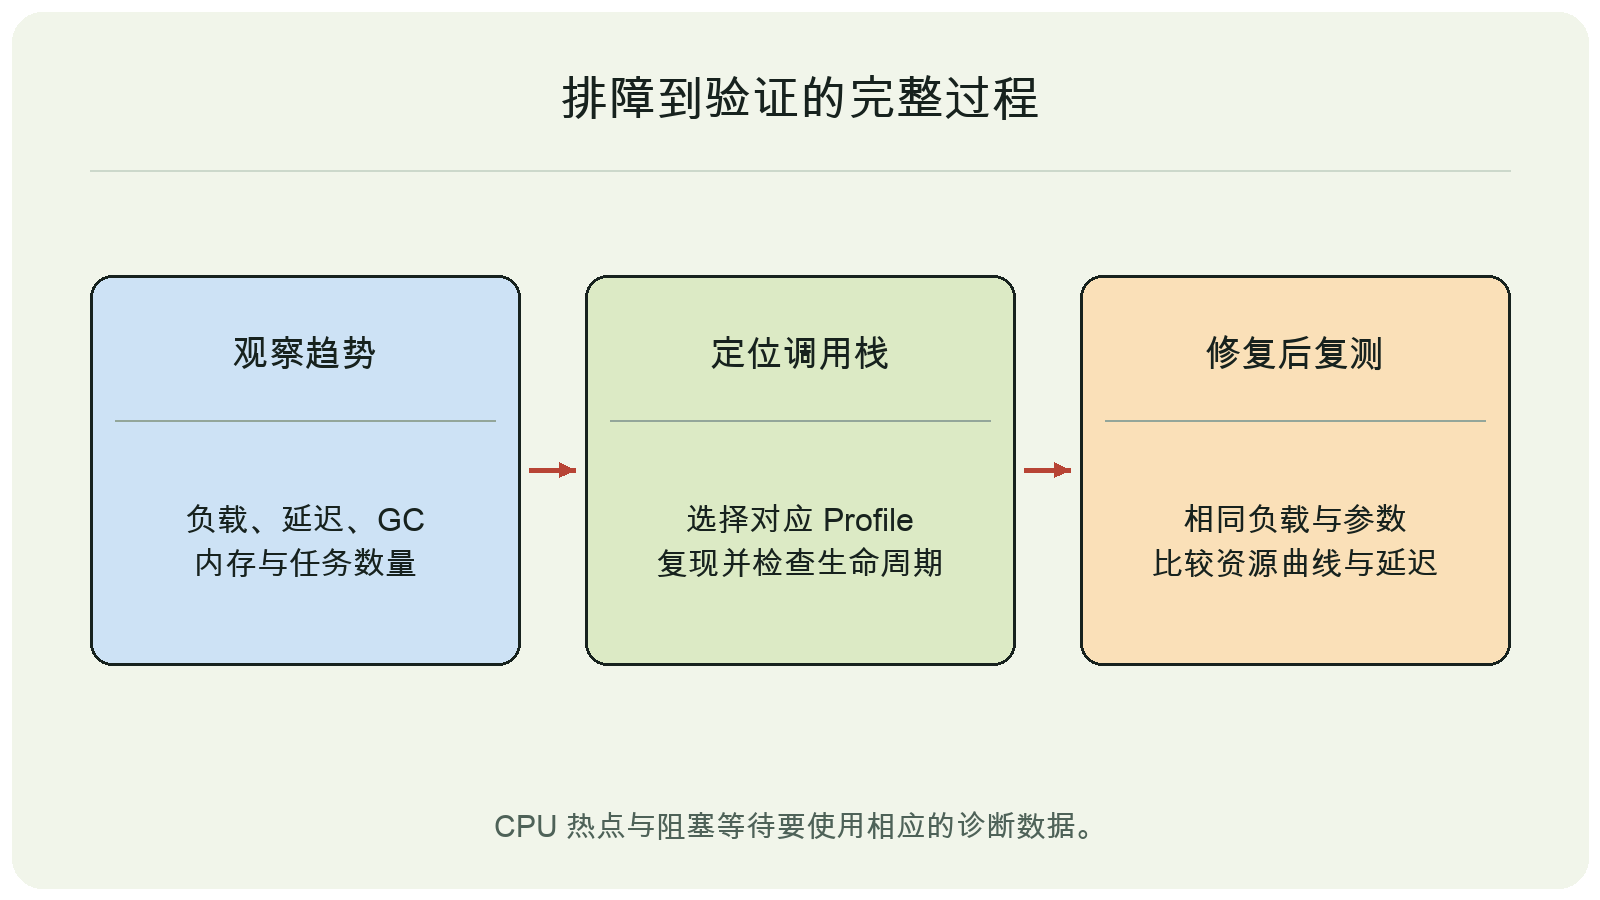 排障到验证的完整过程
观察趋势
负载、延迟、GC
内存与任务数量
定位调用栈
选择对应 Profile
复现并检查生命周期
修复后复测
相同负载与参数
比较资源曲线与延迟
CPU 热点与阻塞等待要使用相应的诊断数据。